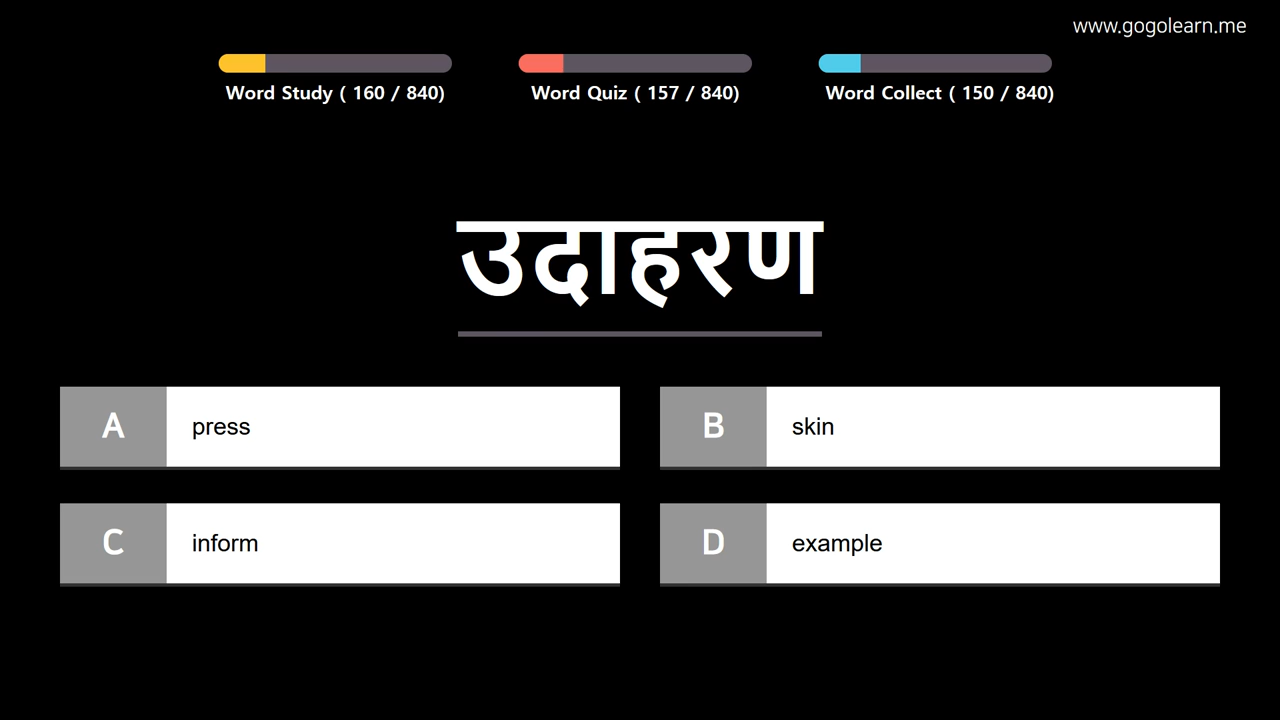 www.gogolearn.me
Word Study ( 160 / 840)
Word Quiz ( 157 / 840)
Word Collect ( 150 / 840)
उदाहरण
A press
B skin
C inform
D example